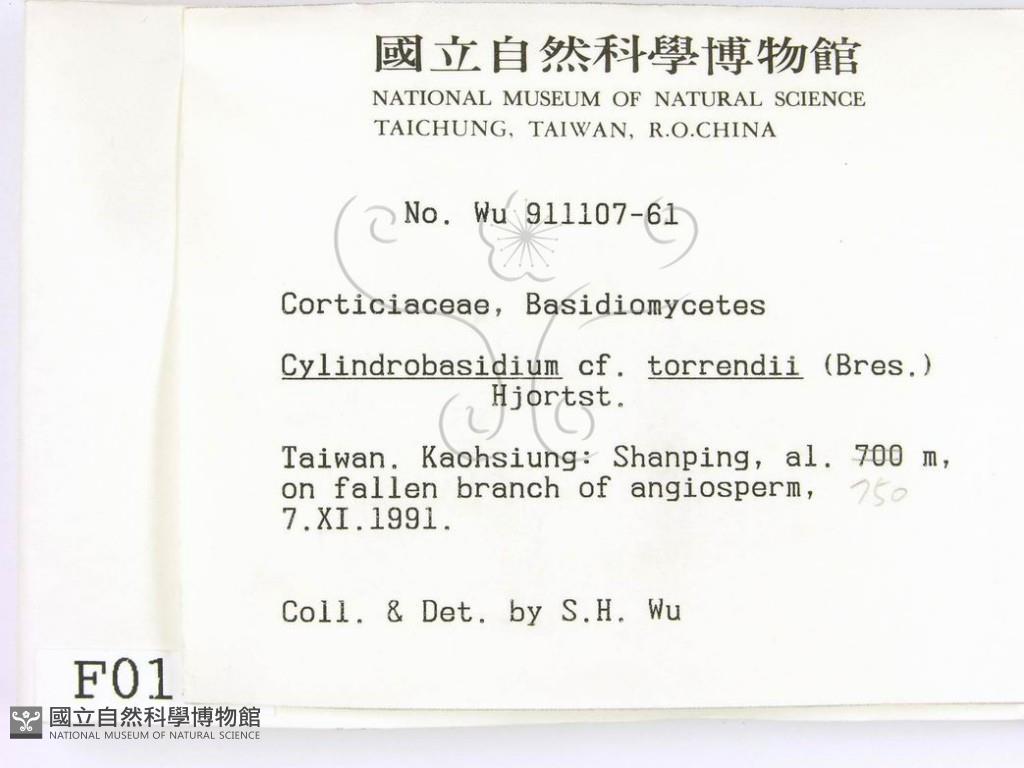 國立自然科學博物館
NATIONAL MUSEUM OF NATURAL SCIENCE
TAICHUNG, TAIWAN, R.O.CHINA
No. Wu 911107-61
Corticiaceae, Basidiomycetes
Cylindrobasidium cf. torrendii (Bres.)
Hjortst.
Taiwan. Kaohsiung: Shanping, al. 700 m,
on fallen branch of angiosperm, 750
7.XI.1991.
Coll. & Det. by S.H. Wu
F01
國立自然科學博物館
NATIONAL MUSEUM OF NATURAL SCIENCE